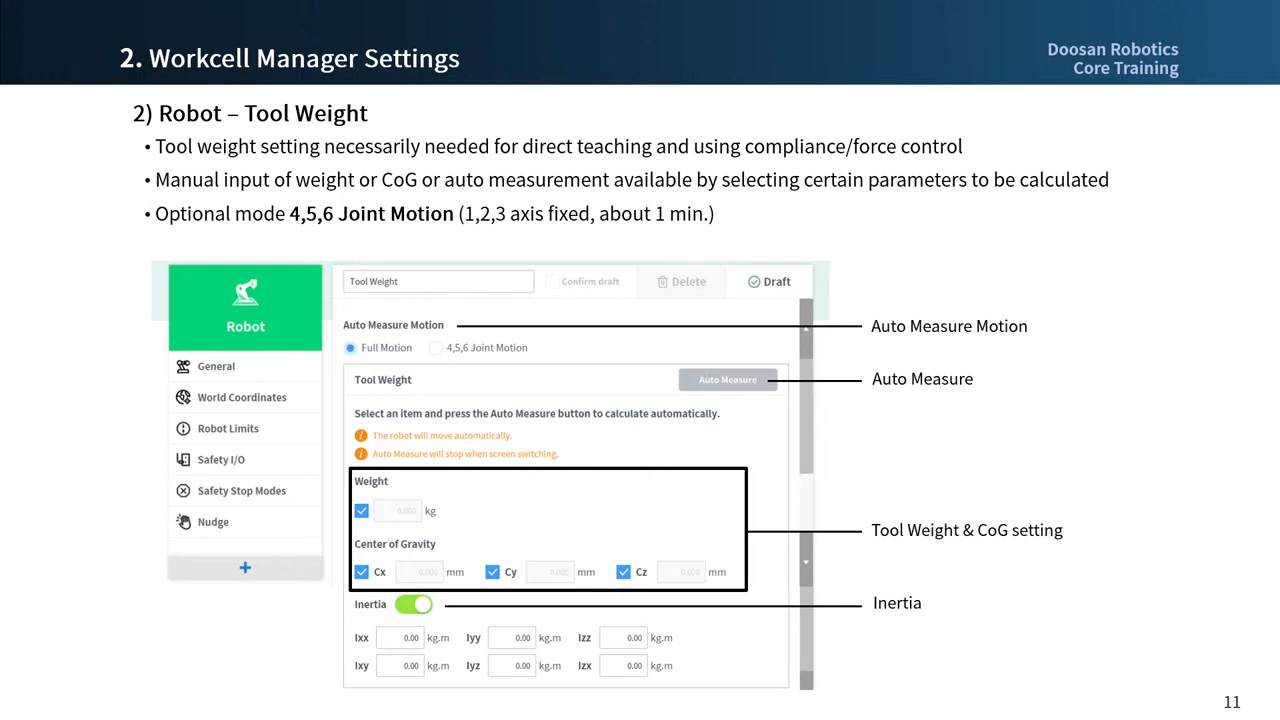 2. Workcell Manager Settings
Doosan Robotics
Core Training
2) Robot – Tool Weight
• Tool weight setting necessarily needed for direct teaching and using compliance/force control
• Manual input of weight or CoG or auto measurement available by selecting certain parameters to be calculated
• Optional mode 4,5,6 Joint Motion (1,2,3 axis fixed, about 1 min.)
Robot
General
World Coordinates
Robot Limits
Safety I/O
Safety Stop Modes
Nudge
+
Tool Weight
Confirm draft
Delete
Draft
Auto Measure Motion
Full Motion
4,5,6 Joint Motion
Tool Weight
Auto Measure
Select an item and press the Auto Measure button to calculate automatically.
The robot will move automatically.
Auto Measure will stop when screen switching.
Weight
0.000 kg
Center of Gravity
Cx 0.000 mm Cy 0.000 mm Cz 0.000 mm
Inertia
Ixx 0.00 kg.m Iyy 0.00 kg.m Izz 0.00 kg.m
Ixy 0.00 kg.m Iyz 0.00 kg.m Izx 0.00 kg.m
Auto Measure Motion
Auto Measure
Tool Weight & CoG setting
Inertia
11